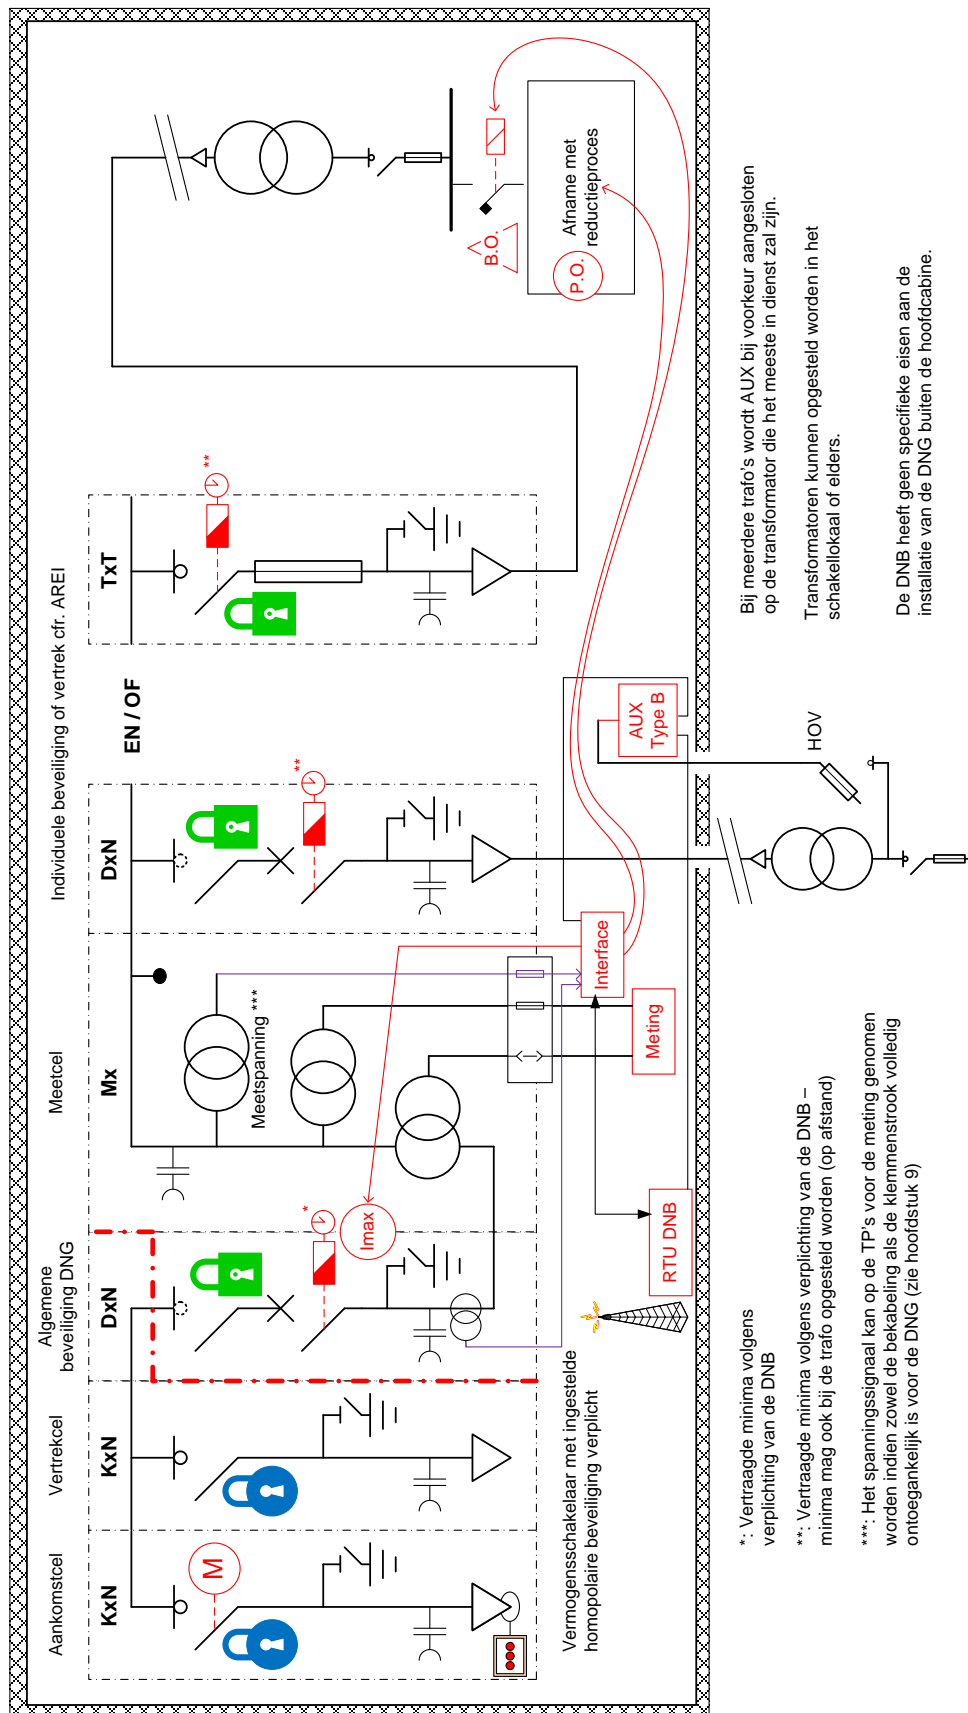 Aankomstcel
Vertrekcel
Algemene
beveiliging DNG
Meetcel
Individuele beveiliging of vertrek cfr. AREI
KxN
KxN
DxN
Mx
DxN
EN / OF
TxT
M
*
Imax
Meetspanning ***
**
**
B.O.
P.O.
Afname met
reductieproces
Vermogensschakelaar met ingestelde
homopolaire beveiliging verplicht
RTU DNB
Meting
Interface
AUX
Type B
HOV
*: Vertraagde minima volgens
verplichting van de DNB
**: Vertraagde minima volgens verplichting van de DNB –
minima mag ook bij de trafo opgesteld worden (op afstand)
***: Het spanningssignaal kan op de TP's voor de meting genomen
worden indien zowel de bekabeling als de klemmenstrook volledig
ontoegankelijk is voor de DNG (zie hoofdstuk 9)
Bij meerdere trafo's wordt AUX bij voorkeur aangesloten
op de transformator die het meeste in dienst zal zijn.
Transformatoren kunnen opgesteld worden in het
schakellokaal of elders.
De DNB heeft geen specifieke eisen aan de
installatie van de DNG buiten de hoofdcabine.